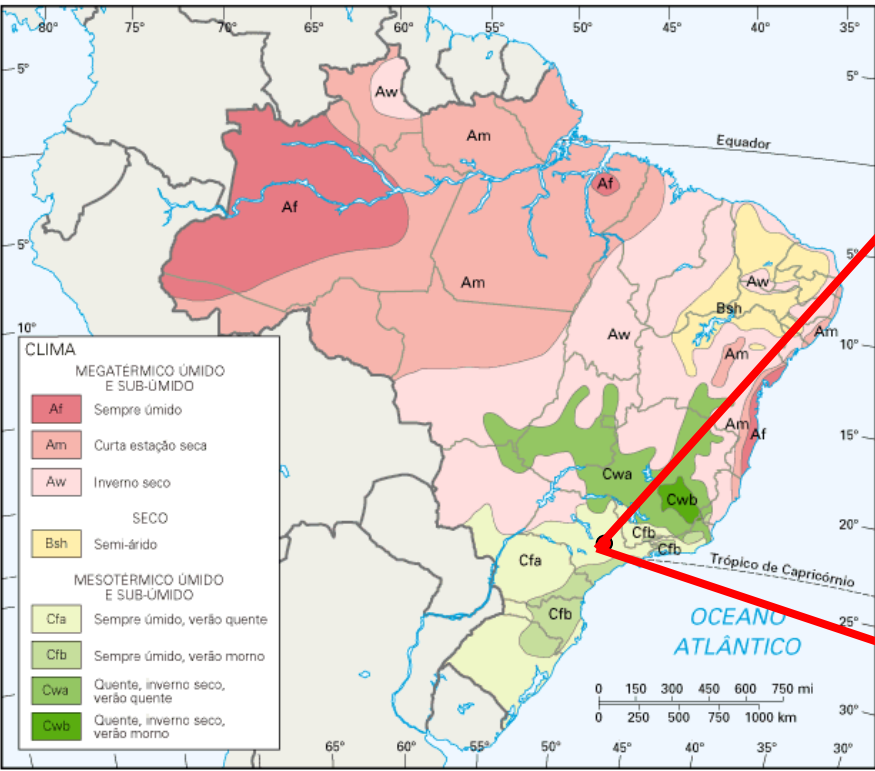 80°
75°
70°
65°
60°
55°
50°
45°
40°
35°
5°
5°
Aw
Am
Equador
Af
Af
5°
5°
Am
Aw
Bsh
Aw
Am
10°
10°
Am
Am
Af
15°
Cwa
Cwb
20°
Cfb
Cfb
Cfa
Trópico de Capricórnio
Cfb
25°
OCEANO
ATLÂNTICO
0 150 300 450 600 750 mi
0 250 500 750 1000 km
30°
65°
60°
55°
50°
45°
40°
35°
30°
CLIMA
MEGATÉRMICO ÚMIDO
E SUB-ÚMIDO
Af Sempre úmido
Am Curta estação seca
Aw Inverno seco
SECO
Bsh Semi-árido
MESOTÉRMICO ÚMIDO
E SUB-ÚMIDO
Cfa Sempre úmido, verão quente
Cfb Sempre úmido, verão morno
Cwa Quente, inverno seco,
verão quente
Cwb Quente, inverno seco,
verão morno